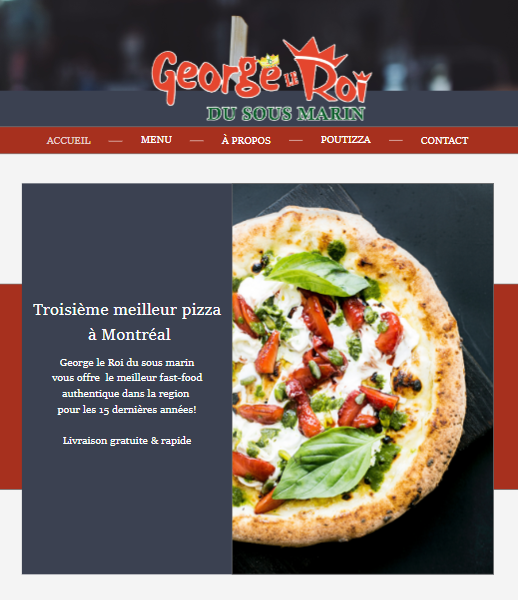 George LE Roi
DU SOUS MARIN
ACCUEIL — MENU — À PROPOS — POUTIZZA — CONTACT
Troisième meilleur pizza
à Montréal
George le Roi du sous marin
vous offre le meilleur fast-food
authentique dans la region
pour les 15 dernières années!
Livraison gratuite & rapide